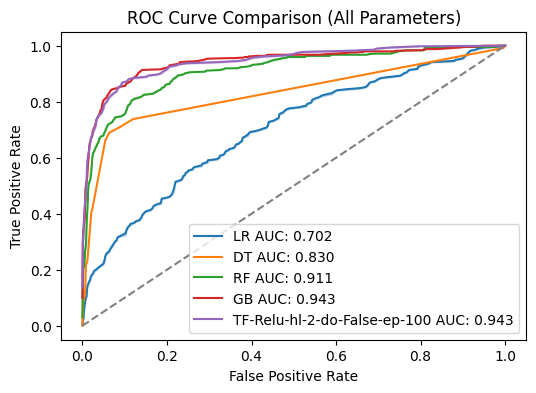 ROC Curve Comparison (All Parameters)
True Positive Rate
1.0
0.8
0.6
0.4
0.2
0.0
LR AUC: 0.702
DT AUC: 0.830
RF AUC: 0.911
GB AUC: 0.943
TF-Relu-hl-2-do-False-ep-100 AUC: 0.943
0.0 0.2 0.4 0.6 0.8 1.0
False Positive Rate